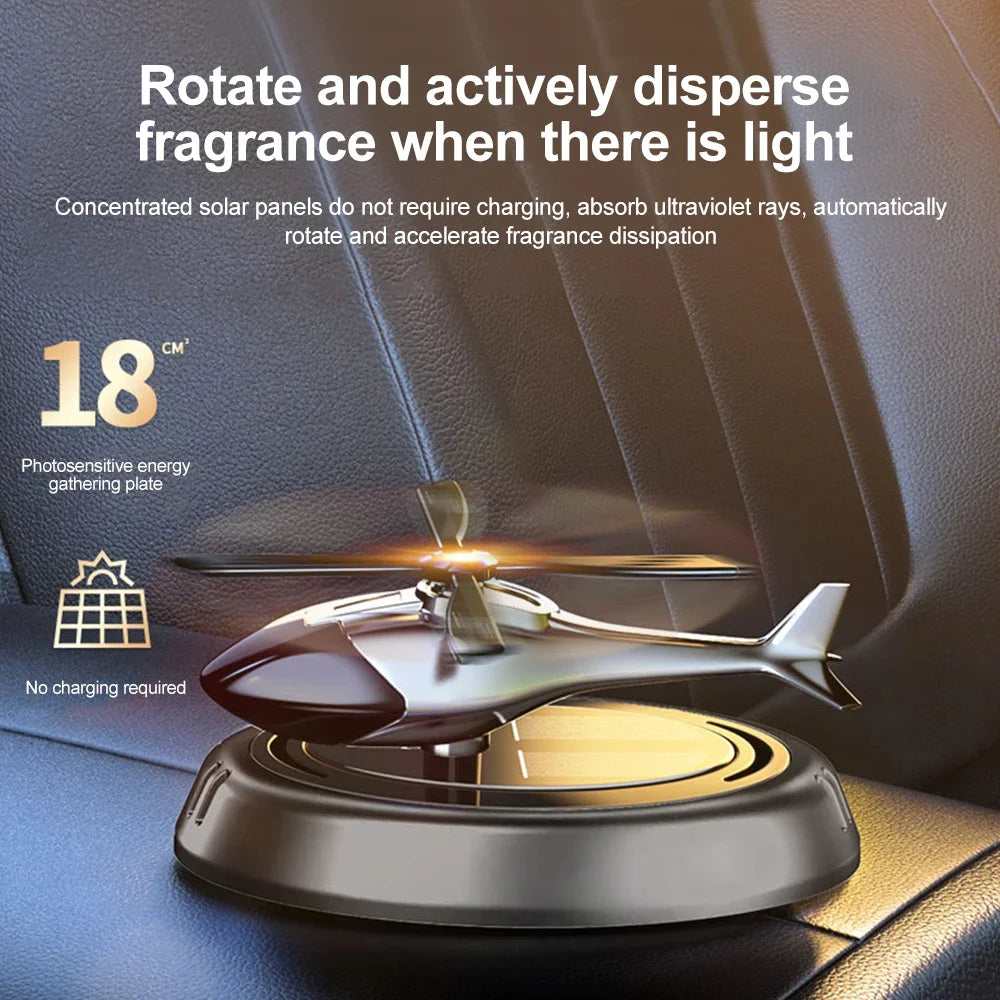 Rotate and actively disperse
fragrance when there is light
Concentrated solar panels do not require charging, absorb ultraviolet rays, automatically
rotate and accelerate fragrance dissipation
18 CM²
Photosensitive energy
gathering plate
No charging required